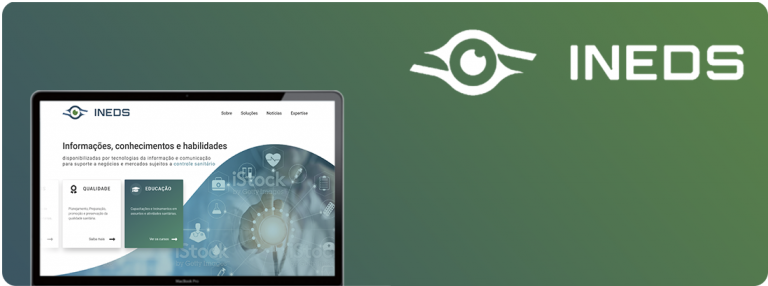 INEDS
INEDS
Sobre Soluções Notícias Expertise
Informações, conhecimentos e habilidades
disponibilizadas por tecnologias da informação e comunicação
para suporte a negócios e mercados sujeitos a controle sanitário
QUALIDADE
EDUCAÇÃO
Planejamento, Preparação,
promoção e preservação da
qualidade sanitária.
Capacitações e treinamentos em
assuntos e atividades sanitárias.
Saiba mais
Ver os cursos
iStock
iStock
MacBook Pro